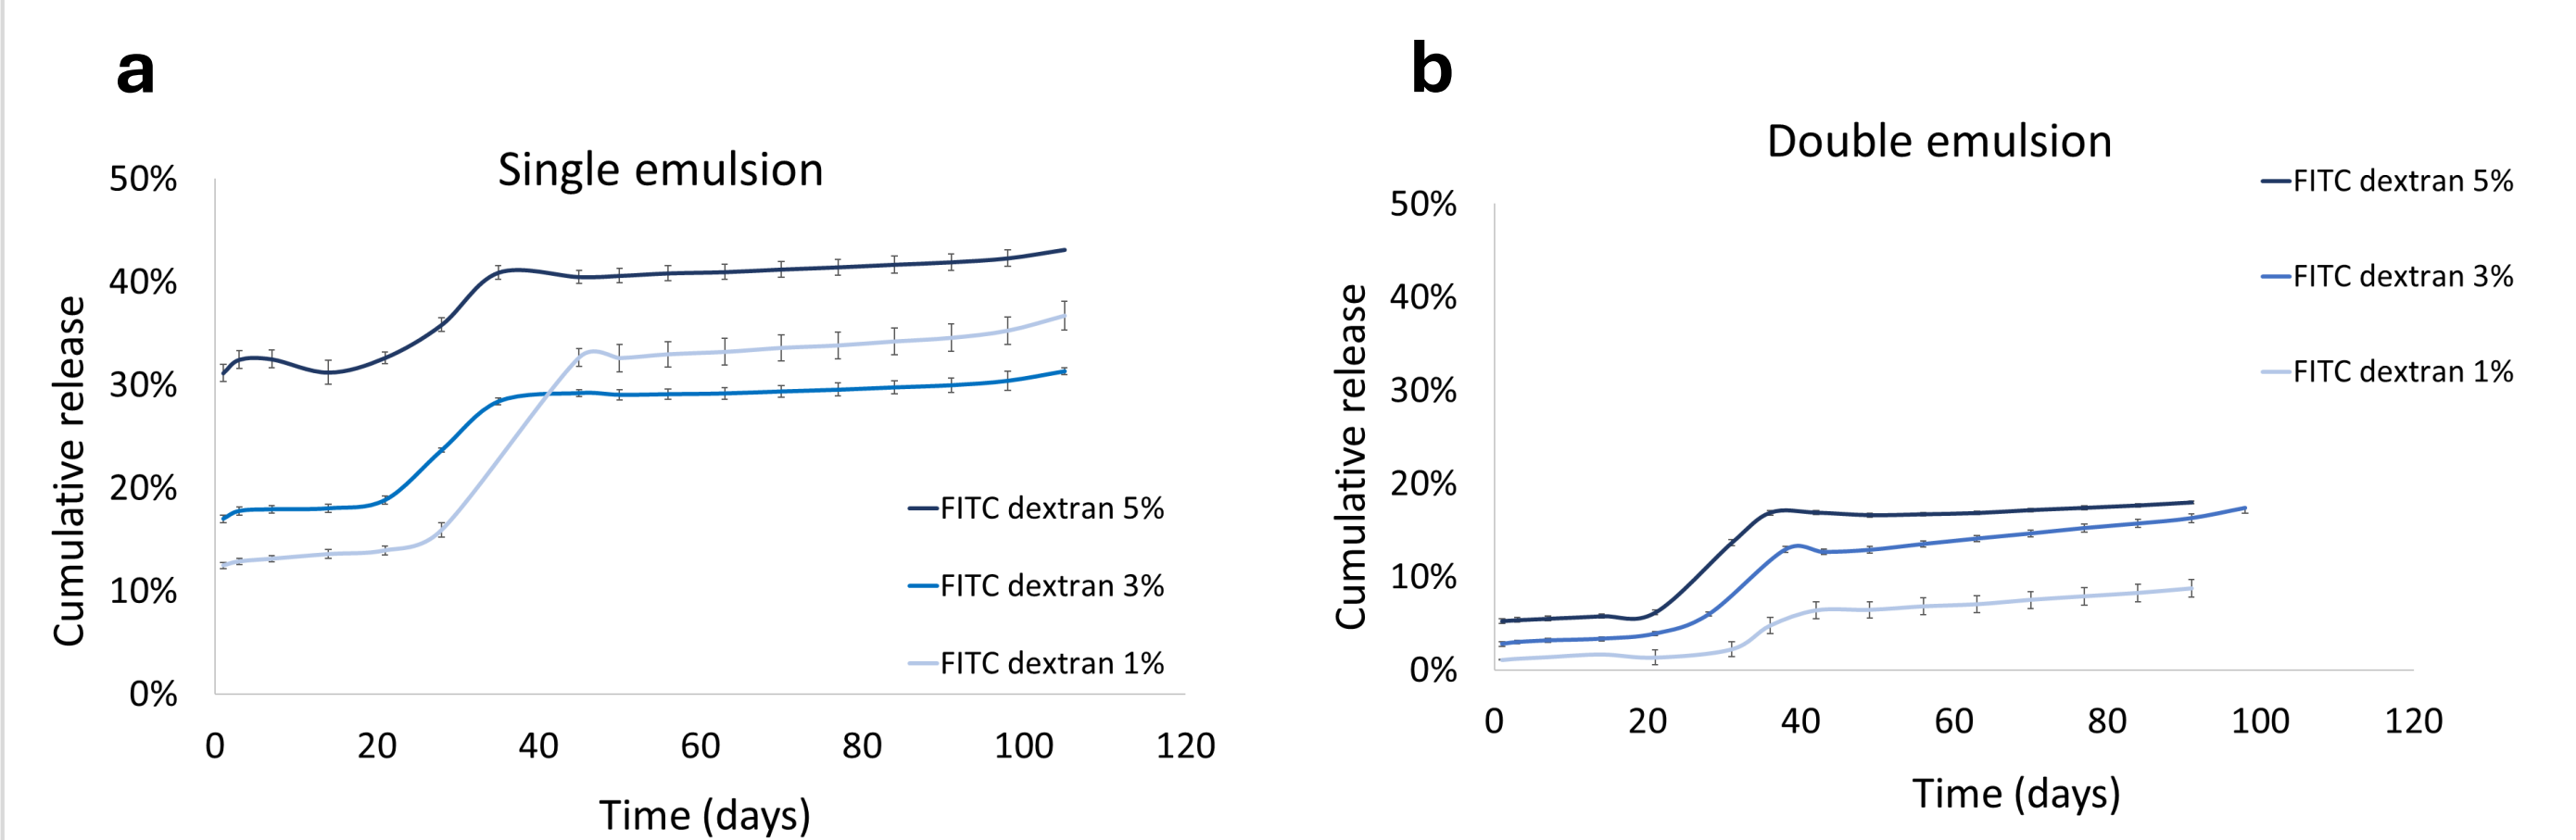 a
Single emulsion
50%
40%
30%
20%
10%
0%
Cumulative release
FITC dextran 5%
FITC dextran 3%
FITC dextran 1%
0 20 40 60 80 100 120
Time (days)
b
Double emulsion
50%
40%
30%
20%
10%
0%
Cumulative release
FITC dextran 5%
FITC dextran 3%
FITC dextran 1%
0 20 40 60 80 100 120
Time (days)